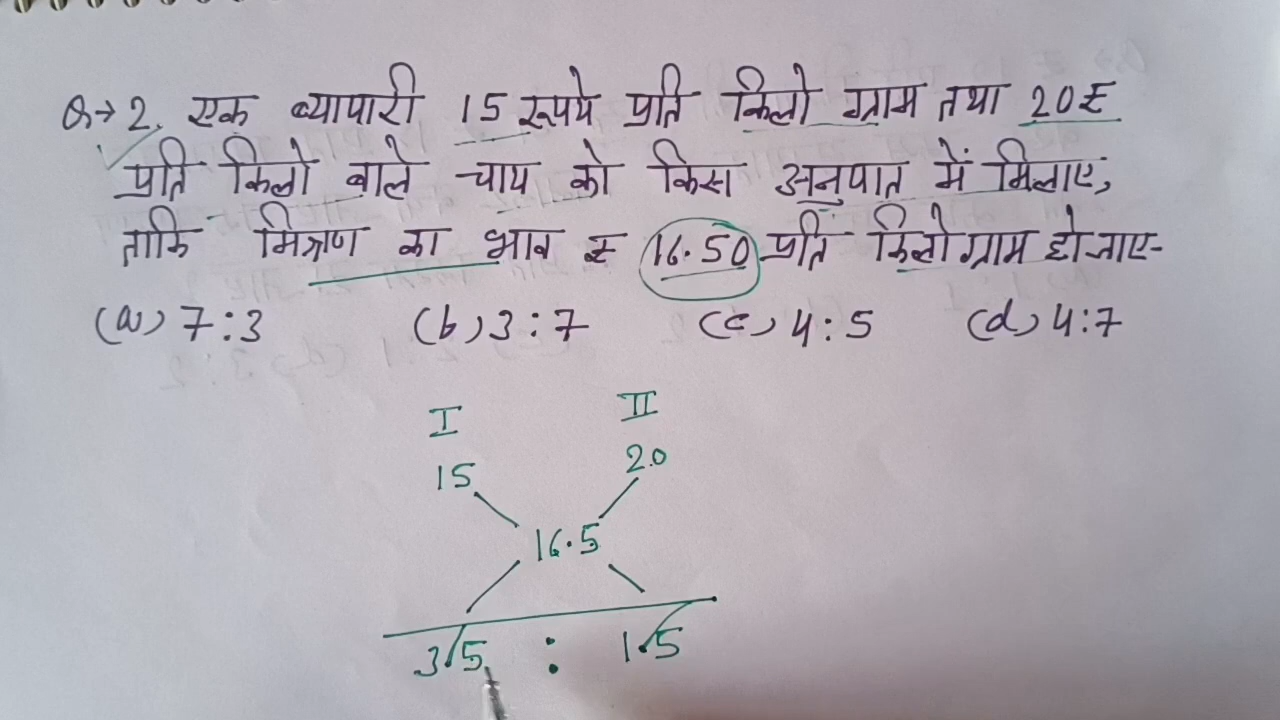 Q→2. एक व्यापारी 15 रूपये प्रति किलो ग्राम तथा 20₹
प्रति किलो वाले चाय को किस अनुपात में मिलाए,
ताकि मिश्रण का भाव ₹ 16.50 प्रति किलोग्राम हो जाए-
(a) 7:3 (b) 3:7 (c) 4:5 (d) 4:7
I II
15 20
16.5
3.5 : 1.5